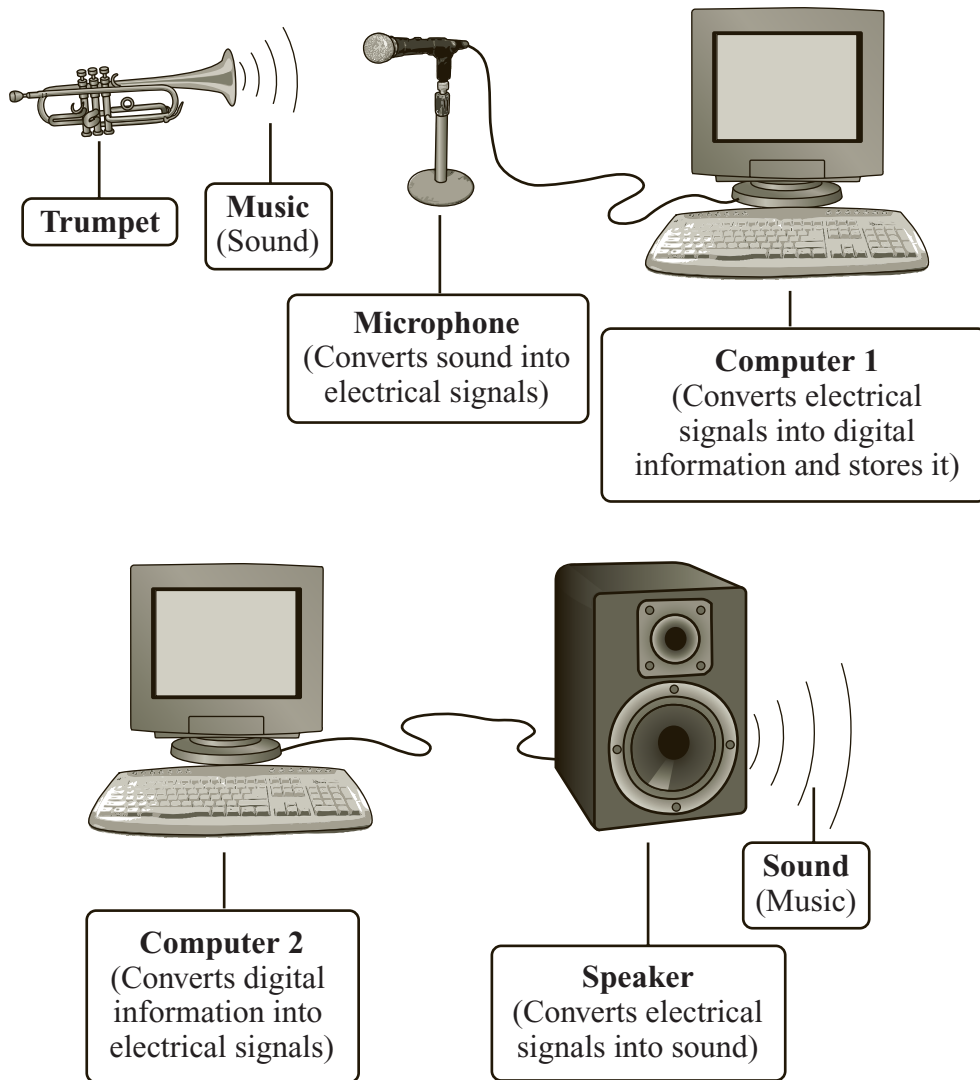 Trumpet
Music
(Sound)
Microphone
(Converts sound into
electrical signals)
Computer 1
(Converts electrical
signals into digital
information and stores it)
Computer 2
(Converts digital
information into
electrical signals)
Speaker
(Converts electrical
signals into sound)
Sound
(Music)